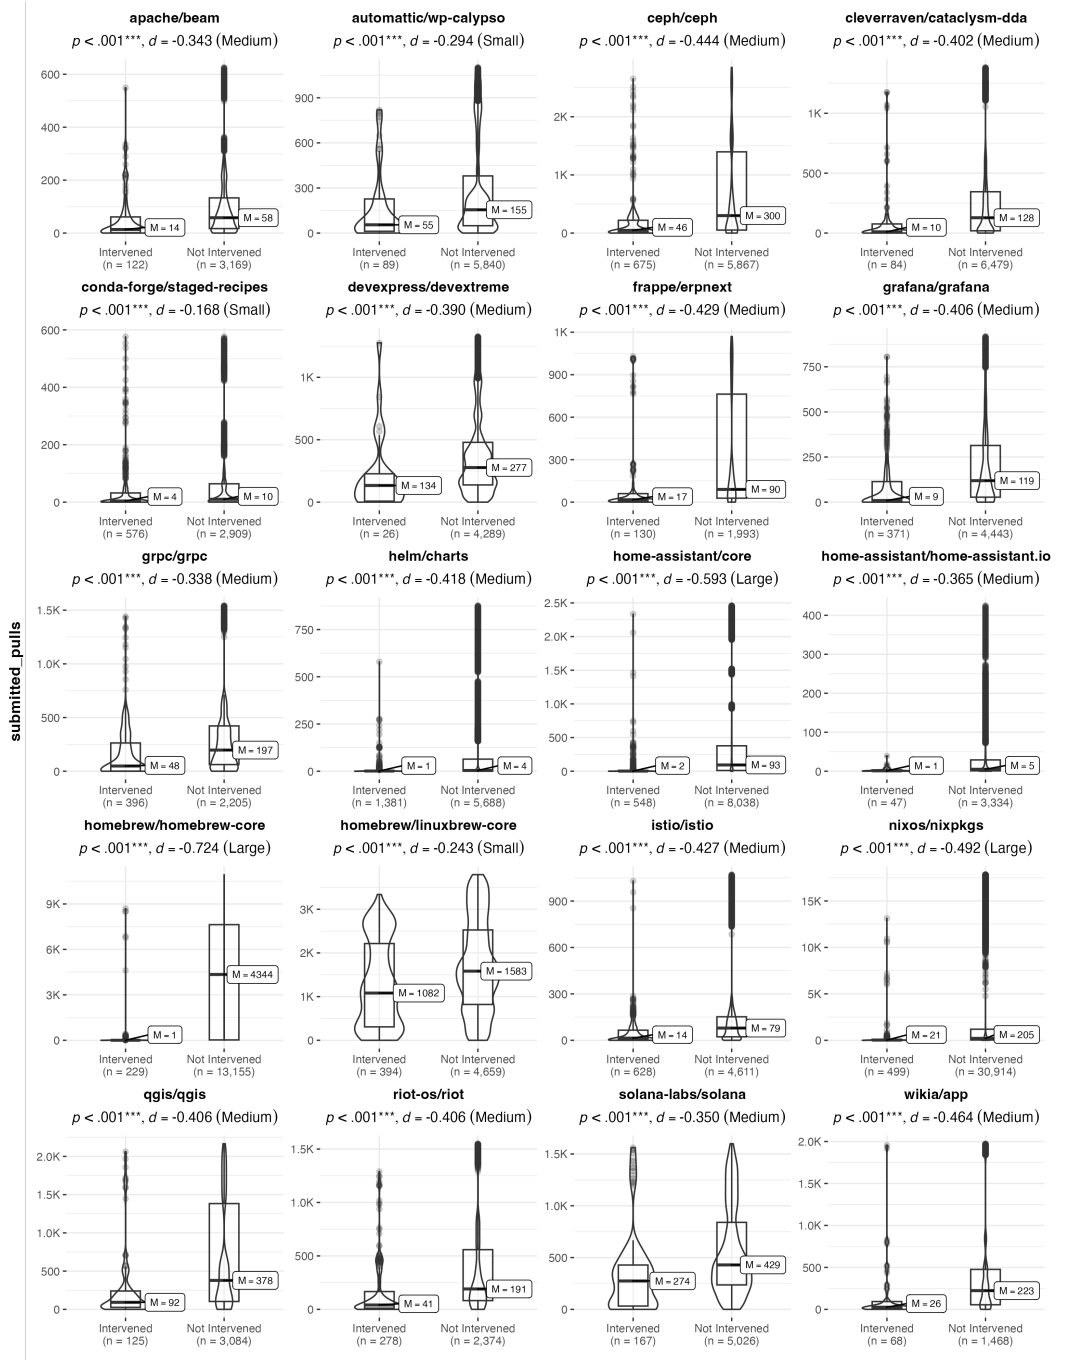 submitted_pulls
apache/beam
p < .001***, d = -0.343 (Medium)
600
400
200
0
M = 14
M = 58
Intervened
(n = 122)
Not Intervened
(n = 3,169)
automattic/wp-calypso
p < .001***, d = -0.294 (Small)
900
600
300
0
M = 55
M = 155
Intervened
(n = 89)
Not Intervened
(n = 5,840)
ceph/ceph
p < .001***, d = -0.444 (Medium)
2K
1K
0
M = 46
M = 300
Intervened
(n = 675)
Not Intervened
(n = 5,867)
cleverraven/cataclysm-dda
p < .001***, d = -0.402 (Medium)
1K
500
0
M = 10
M = 128
Intervened
(n = 84)
Not Intervened
(n = 6,479)
conda-forge/staged-recipes
p < .001***, d = -0.168 (Small)
600
400
200
0
M = 4
M = 10
Intervened
(n = 576)
Not Intervened
(n = 2,909)
devexpress/devextreme
p < .001***, d = -0.390 (Medium)
1K
500
0
M = 134
M = 277
Intervened
(n = 26)
Not Intervened
(n = 4,289)
frappe/erpnext
p < .001***, d = -0.429 (Medium)
1K
900
600
300
0
M = 17
M = 90
Intervened
(n = 130)
Not Intervened
(n = 1,993)
grafana/grafana
p < .001***, d = -0.406 (Medium)
750
500
250
0
M = 9
M = 119
Intervened
(n = 371)
Not Intervened
(n = 4,443)
grpc/grpc
p < .001***, d = -0.338 (Medium)
1.5K
1.0K
500
0
M = 48
M = 197
Intervened
(n = 396)
Not Intervened
(n = 2,205)
helm/charts
p < .001***, d = -0.418 (Medium)
750
500
250
0
M = 1
M = 4
Intervened
(n = 1,381)
Not Intervened
(n = 5,688)
home-assistant/core
p < .001***, d = -0.593 (Large)
2.5K
2.0K
1.5K
1.0K
500
0
M = 2
M = 93
Intervened
(n = 548)
Not Intervened
(n = 8,038)
home-assistant/home-assistant.io
p < .001***, d = -0.365 (Medium)
400
300
200
100
0
M = 1
M = 5
Intervened
(n = 47)
Not Intervened
(n = 3,334)
homebrew/homebrew-core
p < .001***, d = -0.724 (Large)
9K
6K
3K
0
M = 1
M = 4344
Intervened
(n = 229)
Not Intervened
(n = 13,155)
homebrew/linuxbrew-core
p < .001***, d = -0.243 (Small)
3K
2K
1K
0
M = 1082
M = 1583
Intervened
(n = 394)
Not Intervened
(n = 4,659)
istio/istio
p < .001***, d = -0.427 (Medium)
900
600
300
0
M = 14
M = 79
Intervened
(n = 628)
Not Intervened
(n = 4,611)
nixos/nixpkgs
p < .001***, d = -0.492 (Large)
15K
10K
5K
0
M = 21
M = 205
Intervened
(n = 499)
Not Intervened
(n = 30,914)
qgis/qgis
p < .001***, d = -0.406 (Medium)
2.0K
1.5K
1.0K
500
0
M = 92
M = 378
Intervened
(n = 125)
Not Intervened
(n = 3,084)
riot-os/riot
p < .001***, d = -0.406 (Medium)
1.5K
1.0K
500
0
M = 41
M = 191
Intervened
(n = 278)
Not Intervened
(n = 2,374)
solana-labs/solana
p < .001***, d = -0.350 (Medium)
1.5K
1.0K
500
0
M = 274
M = 429
Intervened
(n = 167)
Not Intervened
(n = 5,026)
wikia/app
p < .001***, d = -0.464 (Medium)
2.0K
1.5K
1.0K
500
0
M = 26
M = 223
Intervened
(n = 68)
Not Intervened
(n = 1,468)